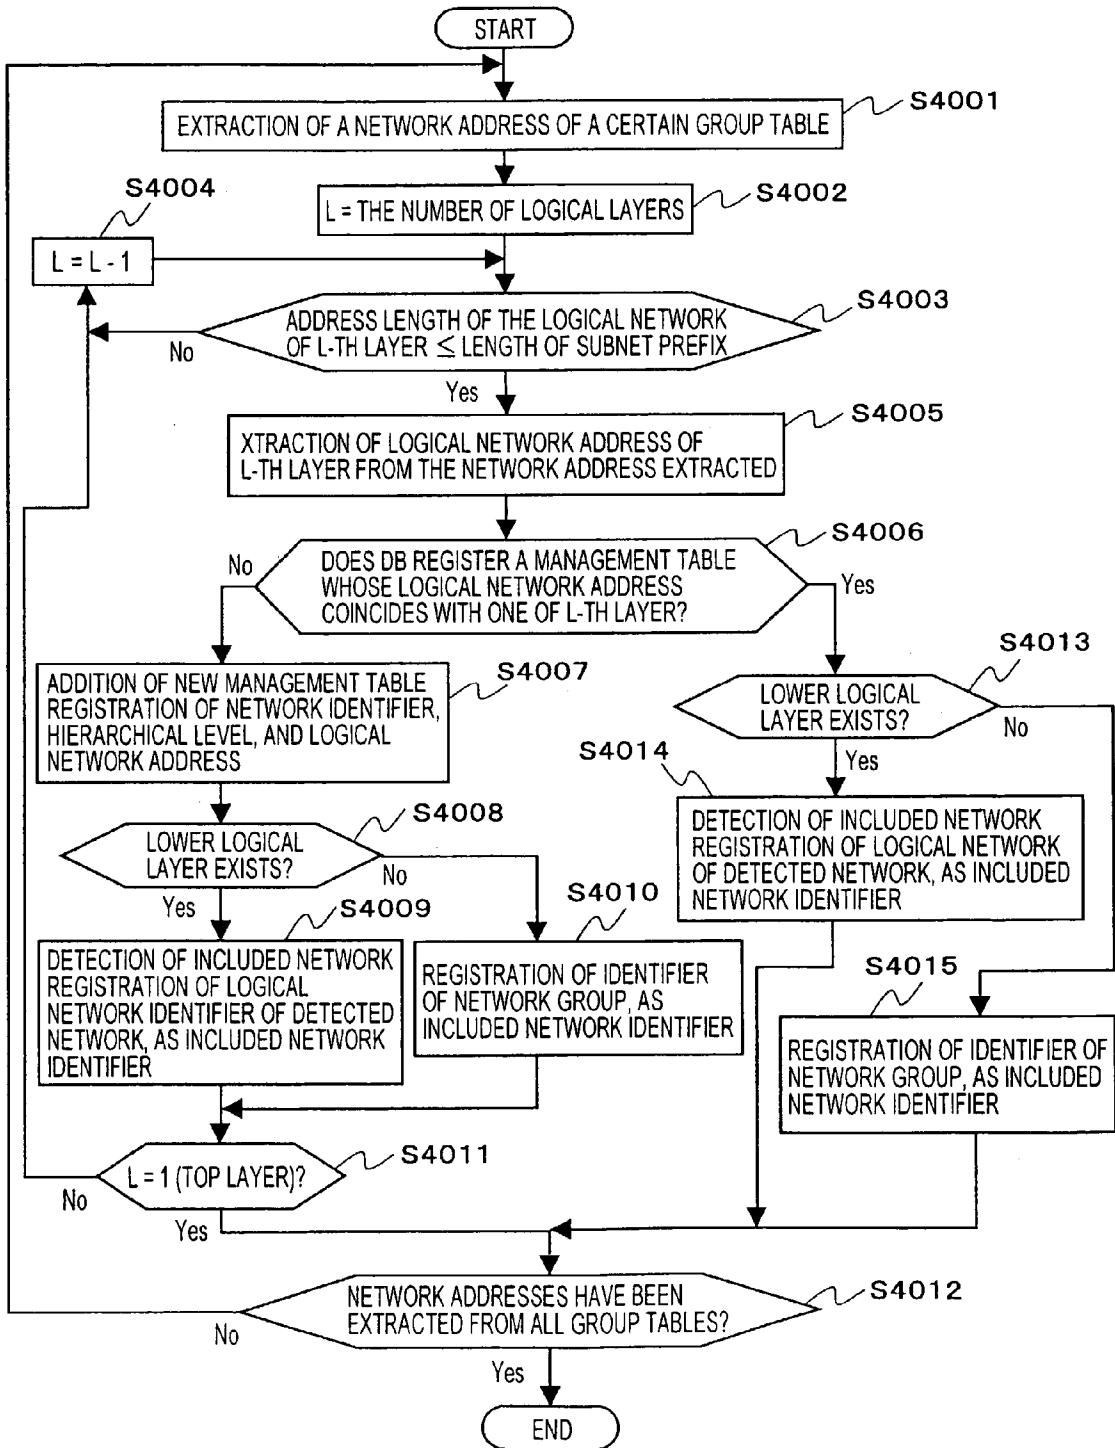 START
S4001
EXTRACTION OF A NETWORK ADDRESS OF A CERTAIN GROUP TABLE
S4004
S4002
L = THE NUMBER OF LOGICAL LAYERS
L = L - 1
S4003
ADDRESS LENGTH OF THE LOGICAL NETWORK
OF L-TH LAYER ≤ LENGTH OF SUBNET PREFIX
No
Yes
S4005
XTRACTION OF LOGICAL NETWORK ADDRESS OF
L-TH LAYER FROM THE NETWORK ADDRESS EXTRACTED
S4006
DOES DB REGISTER A MANAGEMENT TABLE
WHOSE LOGICAL NETWORK ADDRESS
COINCIDES WITH ONE OF L-TH LAYER?
No
Yes
S4007
ADDITION OF NEW MANAGEMENT TABLE
REGISTRATION OF NETWORK IDENTIFIER,
HIERARCHICAL LEVEL, AND LOGICAL
NETWORK ADDRESS
S4013
LOWER LOGICAL
LAYER EXISTS?
No
Yes
S4014
DETECTION OF INCLUDED NETWORK
REGISTRATION OF LOGICAL NETWORK
OF DETECTED NETWORK, AS INCLUDED
NETWORK IDENTIFIER
S4008
LOWER LOGICAL
LAYER EXISTS?
No
Yes
S4009
DETECTION OF INCLUDED NETWORK
REGISTRATION OF LOGICAL
NETWORK IDENTIFIER OF DETECTED
NETWORK, AS INCLUDED NETWORK
IDENTIFIER
S4010
REGISTRATION OF IDENTIFIER
OF NETWORK GROUP, AS
INCLUDED NETWORK IDENTIFIER
S4015
REGISTRATION OF IDENTIFIER OF
NETWORK GROUP, AS INCLUDED
NETWORK IDENTIFIER
S4011
L = 1 (TOP LAYER)?
No
Yes
S4012
NETWORK ADDRESSES HAVE BEEN
EXTRACTED FROM ALL GROUP TABLES?
No
Yes
END